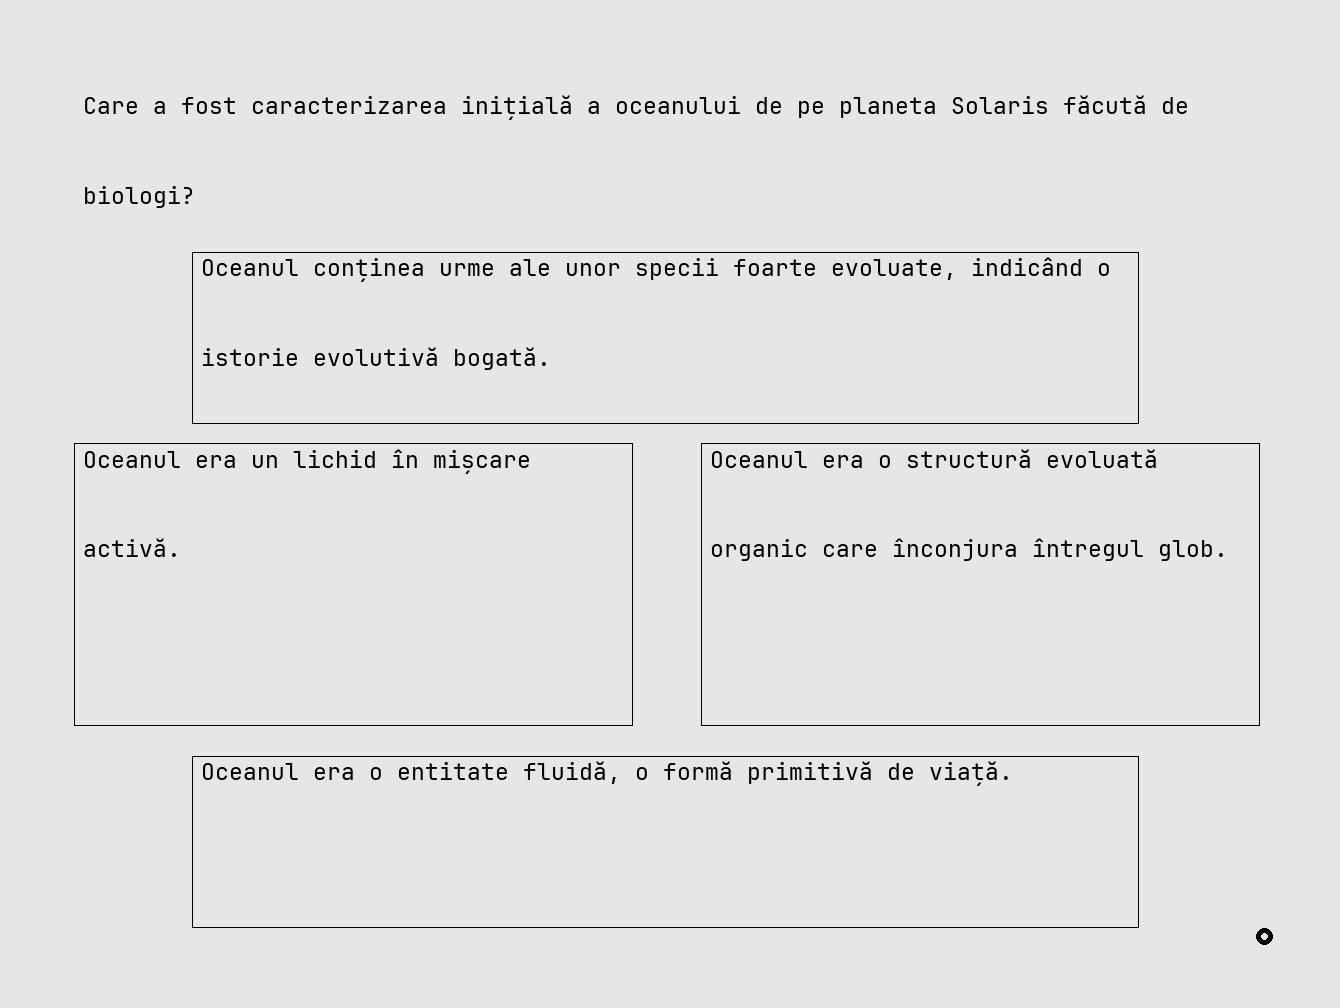 Care a fost caracterizarea inițială a oceanului de pe planeta Solaris făcută de
biologi?
Oceanul conținea urme ale unor specii foarte evoluate, indicând o
istorie evolutivă bogată.
Oceanul era un lichid în mișcare
activă.
Oceanul era o structură evoluată
organic care înconjura întregul glob.
Oceanul era o entitate fluidă, o formă primitivă de viață.